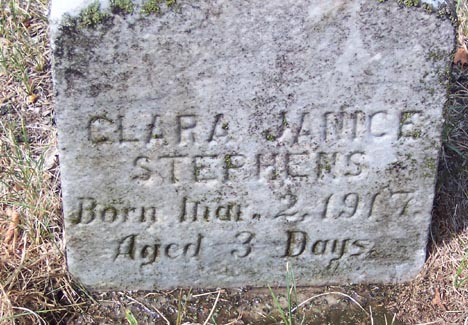 CLARA JANICE
STEPHENS
Born Mar. 2, 1917.
Aged 3 Days.